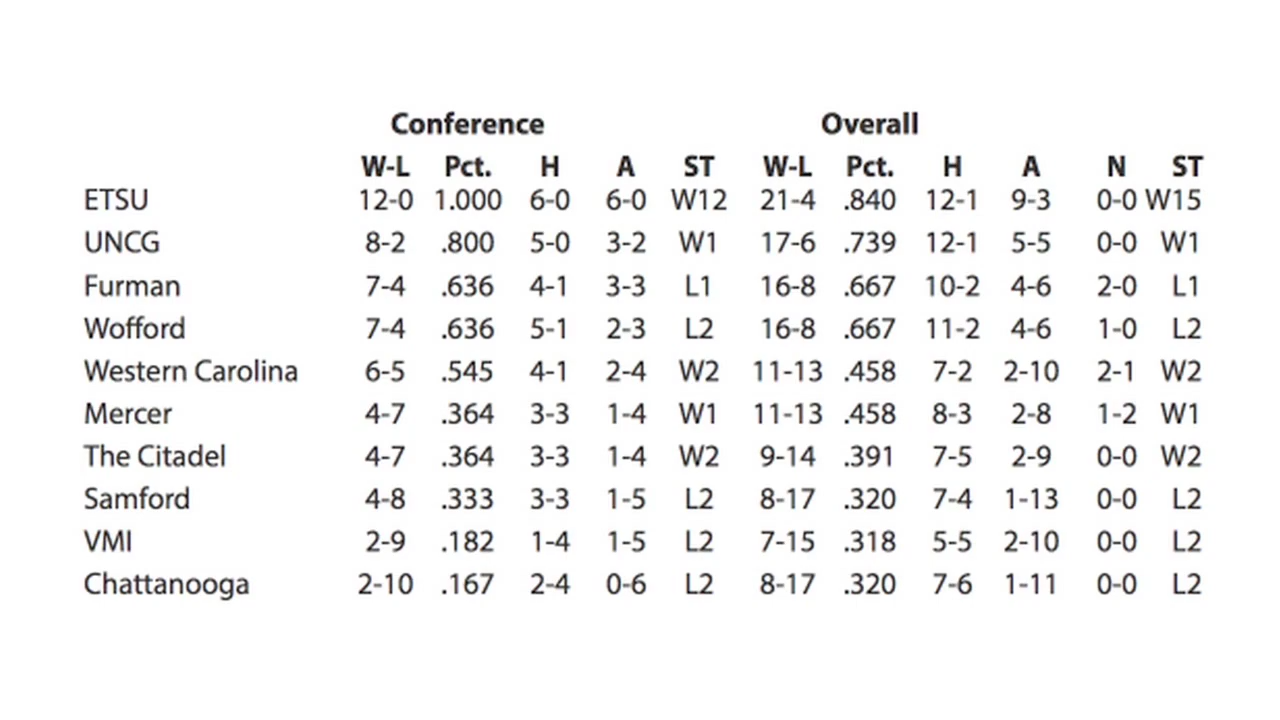 Conference Overall
W-L Pct. H A ST W-L Pct. H A N ST
ETSU 12-0 1.000 6-0 6-0 W12 21-4 .840 12-1 9-3 0-0 W15
UNCG 8-2 .800 5-0 3-2 W1 17-6 .739 12-1 5-5 0-0 W1
Furman 7-4 .636 4-1 3-3 L1 16-8 .667 10-2 4-6 2-0 L1
Wofford 7-4 .636 5-1 2-3 L2 16-8 .667 11-2 4-6 1-0 L2
Western Carolina 6-5 .545 4-1 2-4 W2 11-13 .458 7-2 2-10 2-1 W2
Mercer 4-7 .364 3-3 1-4 W1 11-13 .458 8-3 2-8 1-2 W1
The Citadel 4-7 .364 3-3 1-4 W2 9-14 .391 7-5 2-9 0-0 W2
Samford 4-8 .333 3-3 1-5 L2 8-17 .320 7-4 1-13 0-0 L2
VMI 2-9 .182 1-4 1-5 L2 7-15 .318 5-5 2-10 0-0 L2
Chattanooga 2-10 .167 2-4 0-6 L2 8-17 .320 7-6 1-11 0-0 L2